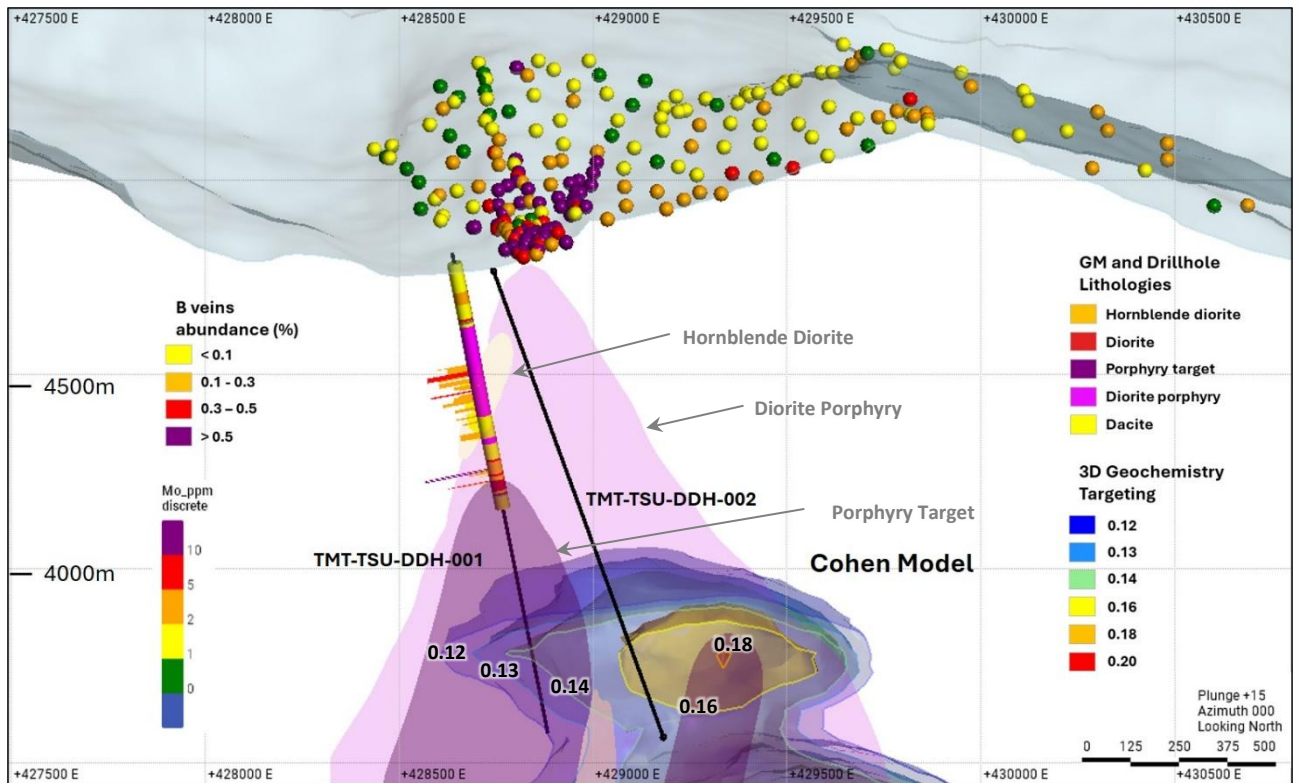 +427500 E
+428000 E
+428500 E
+429000 E
+429500 E
+430000 E
+430500 E
B veins
abundance (%)
< 0.1
0.1 - 0.3
0.3 – 0.5
> 0.5
4500m
Mo_ppm
discrete
10
5
2
1
0
4000m
Hornblende Diorite
Diorite Porphyry
TMT-TSU-DDH-002
Porphyry Target
TMT-TSU-DDH-001
Cohen Model
0.12
0.13
0.14
0.16
0.18
GM and Drillhole
Lithologies
Hornblende diorite
Diorite
Porphyry target
Diorite porphyry
Dacite
3D Geochemistry
Targeting
0.12
0.13
0.14
0.16
0.18
0.20
Plunge +15
Azimuth 000
Looking North
0 125 250 375 500
+427500 E
+428000 E
+428500 E
+429000 E
+429500 E
+430000 E
+430500 E